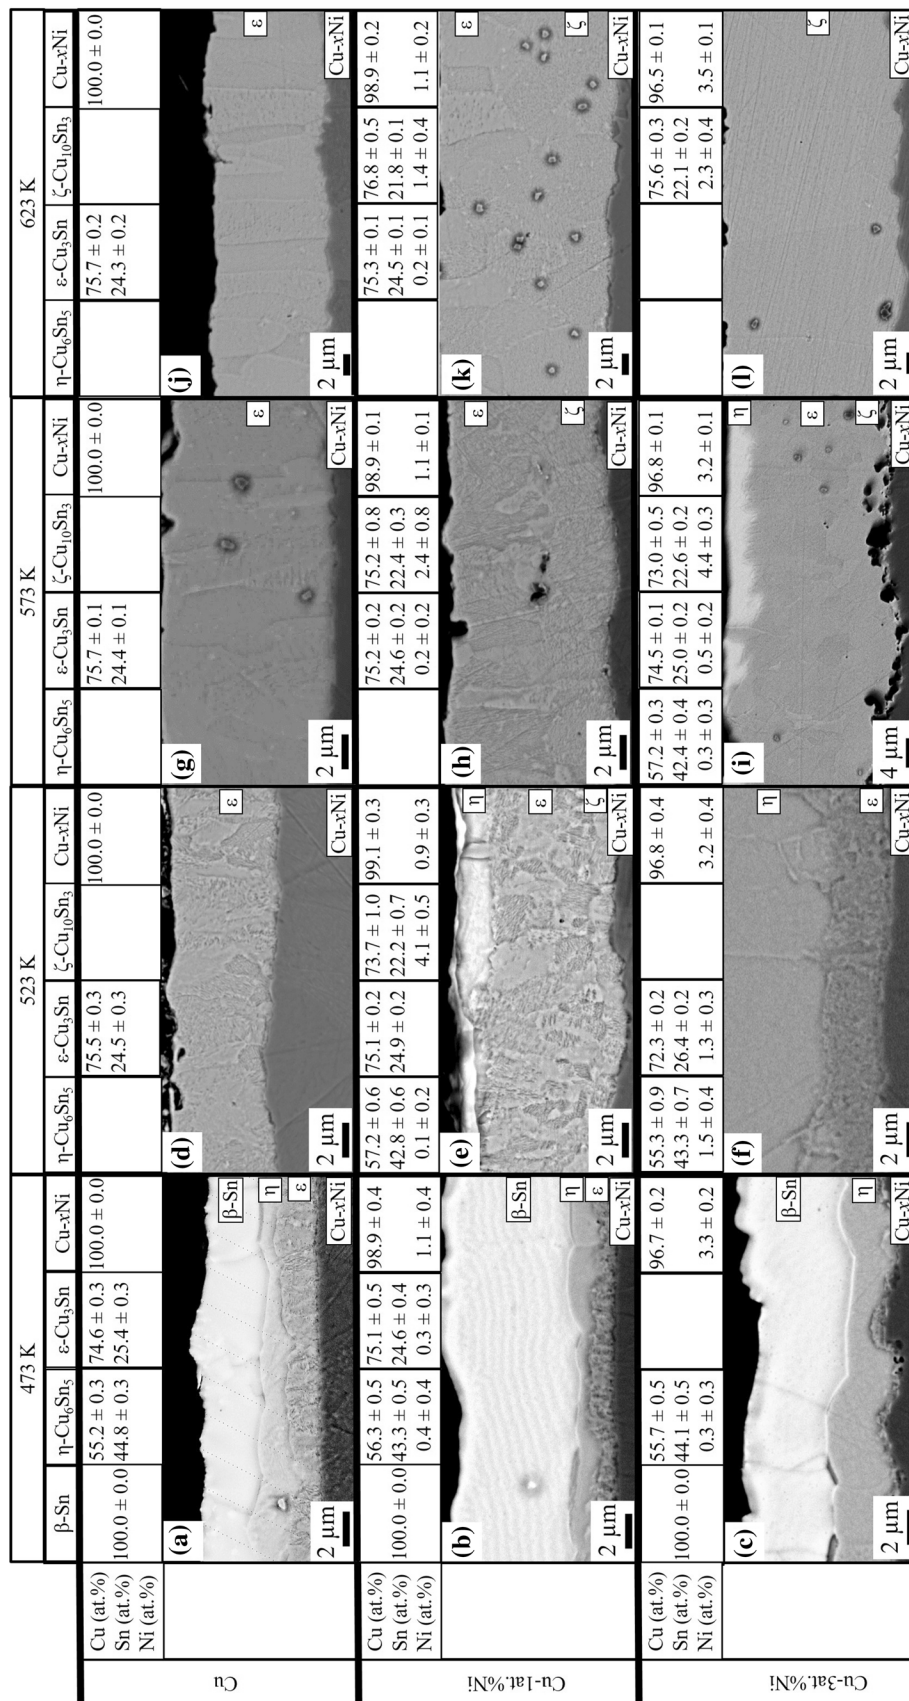 473 K 523 K 573 K 623 K
β-Sn η-Cu6Sn5 ε-Cu3Sn Cu-xNi η-Cu6Sn5 ε-Cu3Sn ζ-Cu10Sn3 Cu-xNi η-Cu6Sn5 ε-Cu3Sn ζ-Cu10Sn3 Cu-xNi η-Cu6Sn5 ε-Cu3Sn ζ-Cu10Sn3 Cu-xNi
Cu
Cu (at.%) 55.2 ± 0.3 74.6 ± 0.3 100.0 ± 0.0 75.5 ± 0.3 100.0 ± 0.0 75.7 ± 0.1 100.0 ± 0.0 75.7 ± 0.2 100.0 ± 0.0
Sn (at.%) 100.0 ± 0.0 44.8 ± 0.3 25.4 ± 0.3 24.5 ± 0.3 24.4 ± 0.1 24.3 ± 0.2
Ni (at.%)
(a) β-Sn η ε Cu-xNi 2 μm
(d) ε Cu-xNi 2 μm
(g) ε Cu-xNi 2 μm
(j) ε Cu-xNi 2 μm
Cu-1at.%Ni
Cu (at.%) 56.3 ± 0.5 75.1 ± 0.5 98.9 ± 0.4 57.2 ± 0.6 75.1 ± 0.2 73.7 ± 1.0 99.1 ± 0.3 75.2 ± 0.2 75.2 ± 0.8 98.9 ± 0.1 75.3 ± 0.1 76.8 ± 0.5 98.9 ± 0.2
Sn (at.%) 100.0 ± 0.0 43.3 ± 0.5 24.6 ± 0.4 42.8 ± 0.6 24.9 ± 0.2 22.2 ± 0.7 24.6 ± 0.2 22.4 ± 0.3 24.5 ± 0.1 21.8 ± 0.1
Ni (at.%) 0.4 ± 0.4 0.3 ± 0.3 1.1 ± 0.4 0.1 ± 0.2 4.1 ± 0.5 0.9 ± 0.3 0.2 ± 0.2 2.4 ± 0.8 1.1 ± 0.1 0.2 ± 0.1 1.4 ± 0.4 1.1 ± 0.2
(b) β-Sn η ε Cu-xNi 2 μm
(e) η ε ζ Cu-xNi 2 μm
(h) ε ζ Cu-xNi 2 μm
(k) ε ζ Cu-xNi 2 μm
Cu-3at.%Ni
Cu (at.%) 55.7 ± 0.5 96.7 ± 0.2 55.3 ± 0.9 72.3 ± 0.2 96.8 ± 0.4 57.2 ± 0.3 74.5 ± 0.1 73.0 ± 0.5 96.8 ± 0.1 75.6 ± 0.3 96.5 ± 0.1
Sn (at.%) 100.0 ± 0.0 44.1 ± 0.5 43.3 ± 0.7 26.4 ± 0.2 42.4 ± 0.4 25.0 ± 0.2 22.6 ± 0.2 22.1 ± 0.2
Ni (at.%) 0.3 ± 0.3 3.3 ± 0.2 1.5 ± 0.4 1.3 ± 0.3 3.2 ± 0.4 0.3 ± 0.3 0.5 ± 0.2 4.4 ± 0.3 3.2 ± 0.1 2.3 ± 0.4 3.5 ± 0.1
(c) β-Sn η Cu-xNi 2 μm
(f) η ε Cu-xNi 2 μm
(i) η ε ζ Cu-xNi 4 μm
(l) ζ Cu-xNi 2 μm